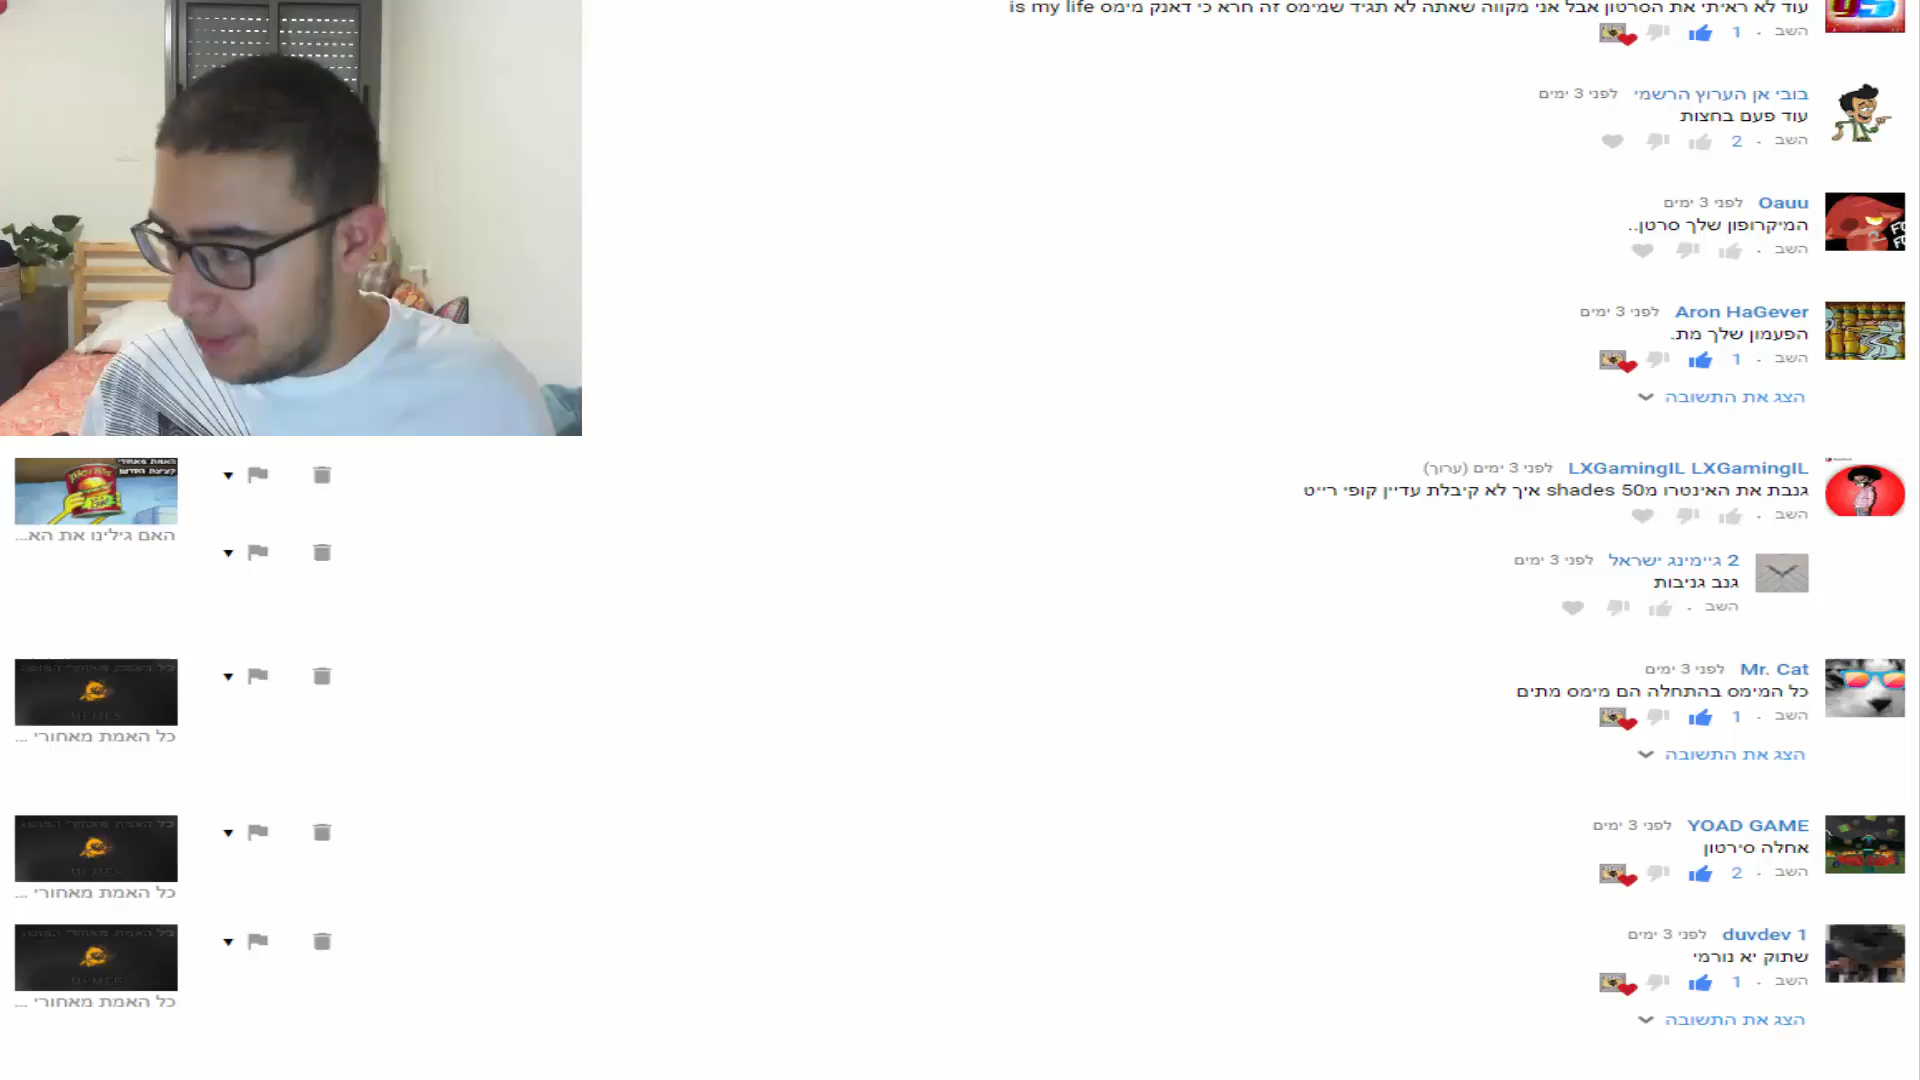 עוד לא ראיתי את הסרטון אבל אני מקווה שאתה לא תגיד שמימס זה חרא כי דאנק מימס is my life
השב · 1
בובי אן הערוץ הרשמי לפני 3 ימים
עוד פעם בחצות
השב · 2
Oauu לפני 3 ימים
המיקרופון שלך סרטן..
השב ·
Aron HaGever לפני 3 ימים
הפעמון שלך מת.
השב · 1
הצג את התשובה
LXGamingIL LXGamingIL לפני 3 ימים (ערוך)
גנבת את האינטרו מ50 shades איך לא קיבלת עדיין קופי רייט
השב ·
האם גילינו את הא...
2 גיימינג ישראל לפני 3 ימים
גנב גניבות
השב ·
Mr. Cat לפני 3 ימים
כל המימס בהתחלה הם מימס מתים
השב · 1
הצג את התשובה
MEMES
כל האמת מאחורי ...
YOAD GAME לפני 3 ימים
אחלה סירטון
השב · 2
MEMES
כל האמת מאחורי ...
duvdev 1 לפני 3 ימים
שתוק יא נורמי
השב · 1
הצג את התשובה
MEMES
כל האמת מאחורי ...